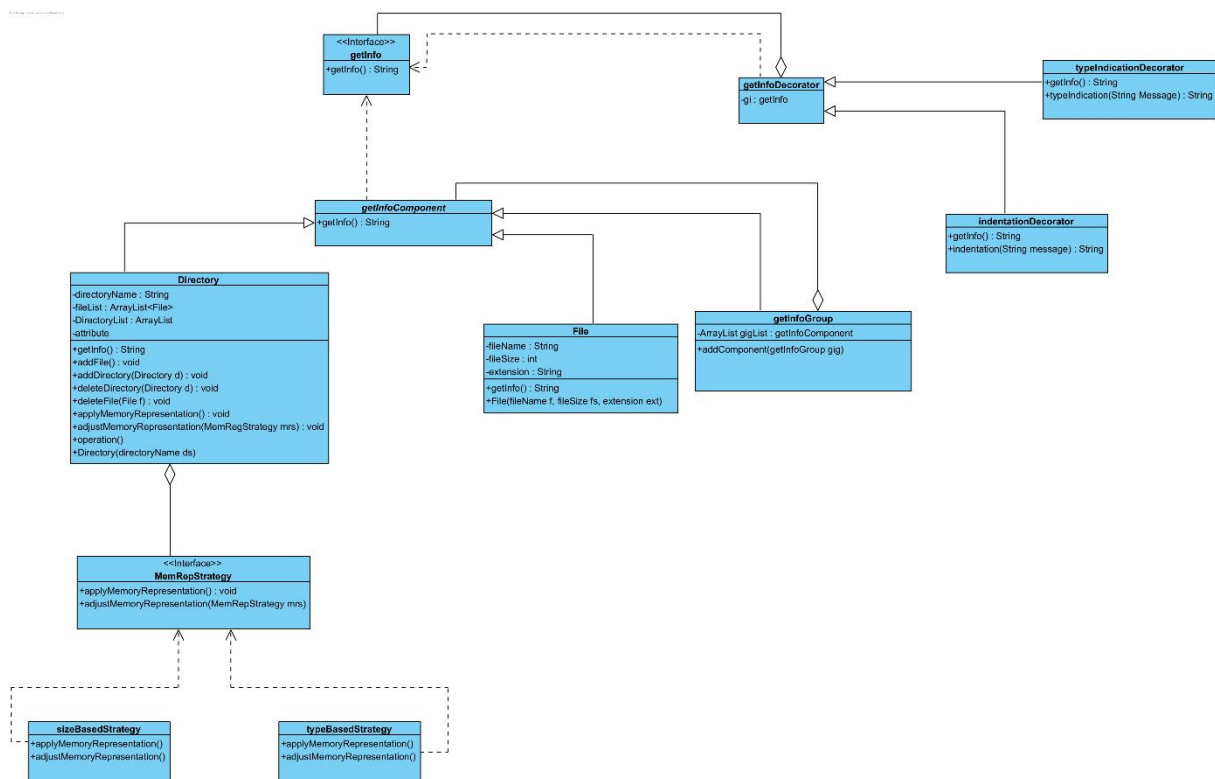 <<Interface>>
getInfo
+getInfo() : String
getInfoDecorator
-gi : getInfo
typeIndicationDecorator
+getInfo() : String
+typeIndication(String Message) : String
getInfoComponent
+getInfo() : String
indentationDecorator
+getInfo() : String
+indentation(String message) : String
Directory
-directoryName : String
-fileList : ArrayList<File>
-DirectoryList : ArrayList
-attribute
+getInfo() : String
+addFile() : void
+addDirectory(Directory d) : void
+deleteDirectory(Directory d) : void
+deleteFile(File f) : void
+applyMemoryRepresentation() : void
+adjustMemoryRepresentation(MemRegStrategy mrs) : void
+operation()
+Directory(directoryName ds)
File
-fileName : String
-fileSize : int
-extension : String
+getInfo() : String
+File(fileName f, fileSize fs, extension ext)
getInfoGroup
-ArrayList gigList : getInfoComponent
+addComponent(getInfoGroup gig)
<<Interface>>
MemRepStrategy
+applyMemoryRepresentation() : void
+adjustMemoryRepresentation(MemRepStrategy mrs)
sizeBasedStrategy
+applyMemoryRepresentation()
+adjustMemoryRepresentation()
typeBasedStrategy
+applyMemoryRepresentation()
+adjustMemoryRepresentation()